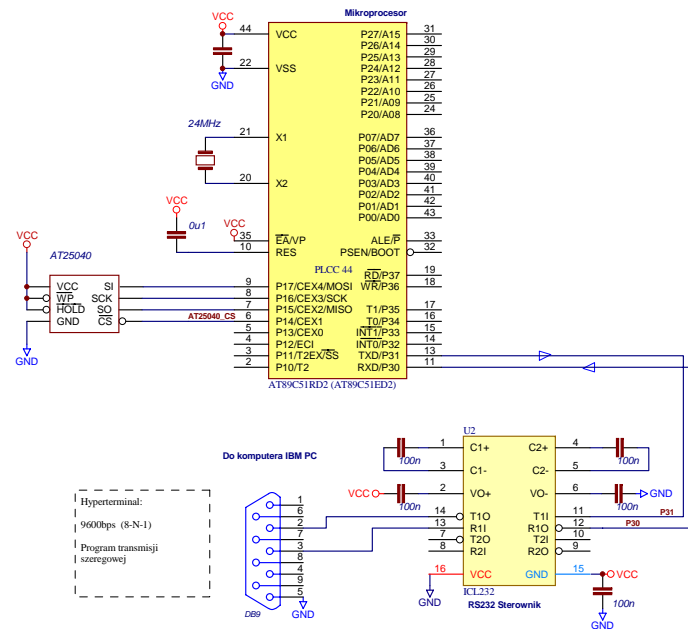 Mikroprocesor
VCC
44 VCC P27/A15 31
P26/A14 30
P25/A13 29
22 VSS P24/A12 28
P23/A11 27
GND P22/A10 26
P21/A09 25
P20/A08 24
24MHz
21 X1 P07/AD7 36
P06/AD6 37
P05/AD5 38
P04/AD4 39
20 X2 P03/AD3 40
P02/AD2 41
VCC P01/AD1 42
P00/AD0 43
0u1 VCC
35 EA/VP ALE/P 33
10 RES PSEN/BOOT 32
VCC
AT25040
PLCC 44
RD/P37 19
VCC SI 9 P17/CEX4/MOSI WR/P36 18
WP SCK 8 P16/CEX3/SCK
HOLD SO 7 P15/CEX2/MISO T1/P35 17
GND CS AT25040_CS 6 P14/CEX1 T0/P34 16
5 P13/CEX0 INT1/P33 15
4 P12/ECI INT0/P32 14
GND 3 P11/T2EX/SS TXD/P31 13
2 P10/T2 RXD/P30 11
AT89C51RD2 (AT89C51ED2)
U2
Do komputera IBM PC
1 C1+ C2+ 4
100n 100n
3 C1- C2- 5
VCC 2 VO+ VO- 6 GND
100n 100n
14 T1O T1I 11 P31
13 R1I R1O 12 P30
7 T2O T2I 10
8 R2I R2O 9
16 VCC GND 15 VCC
ICL232
GND RS232 Sterownik 100n
GND
1
6
2
7
3
8
4
9
5
DB9 GND
Hyperterminal:
9600bps (8-N-1)
Program transmisji
szeregowej